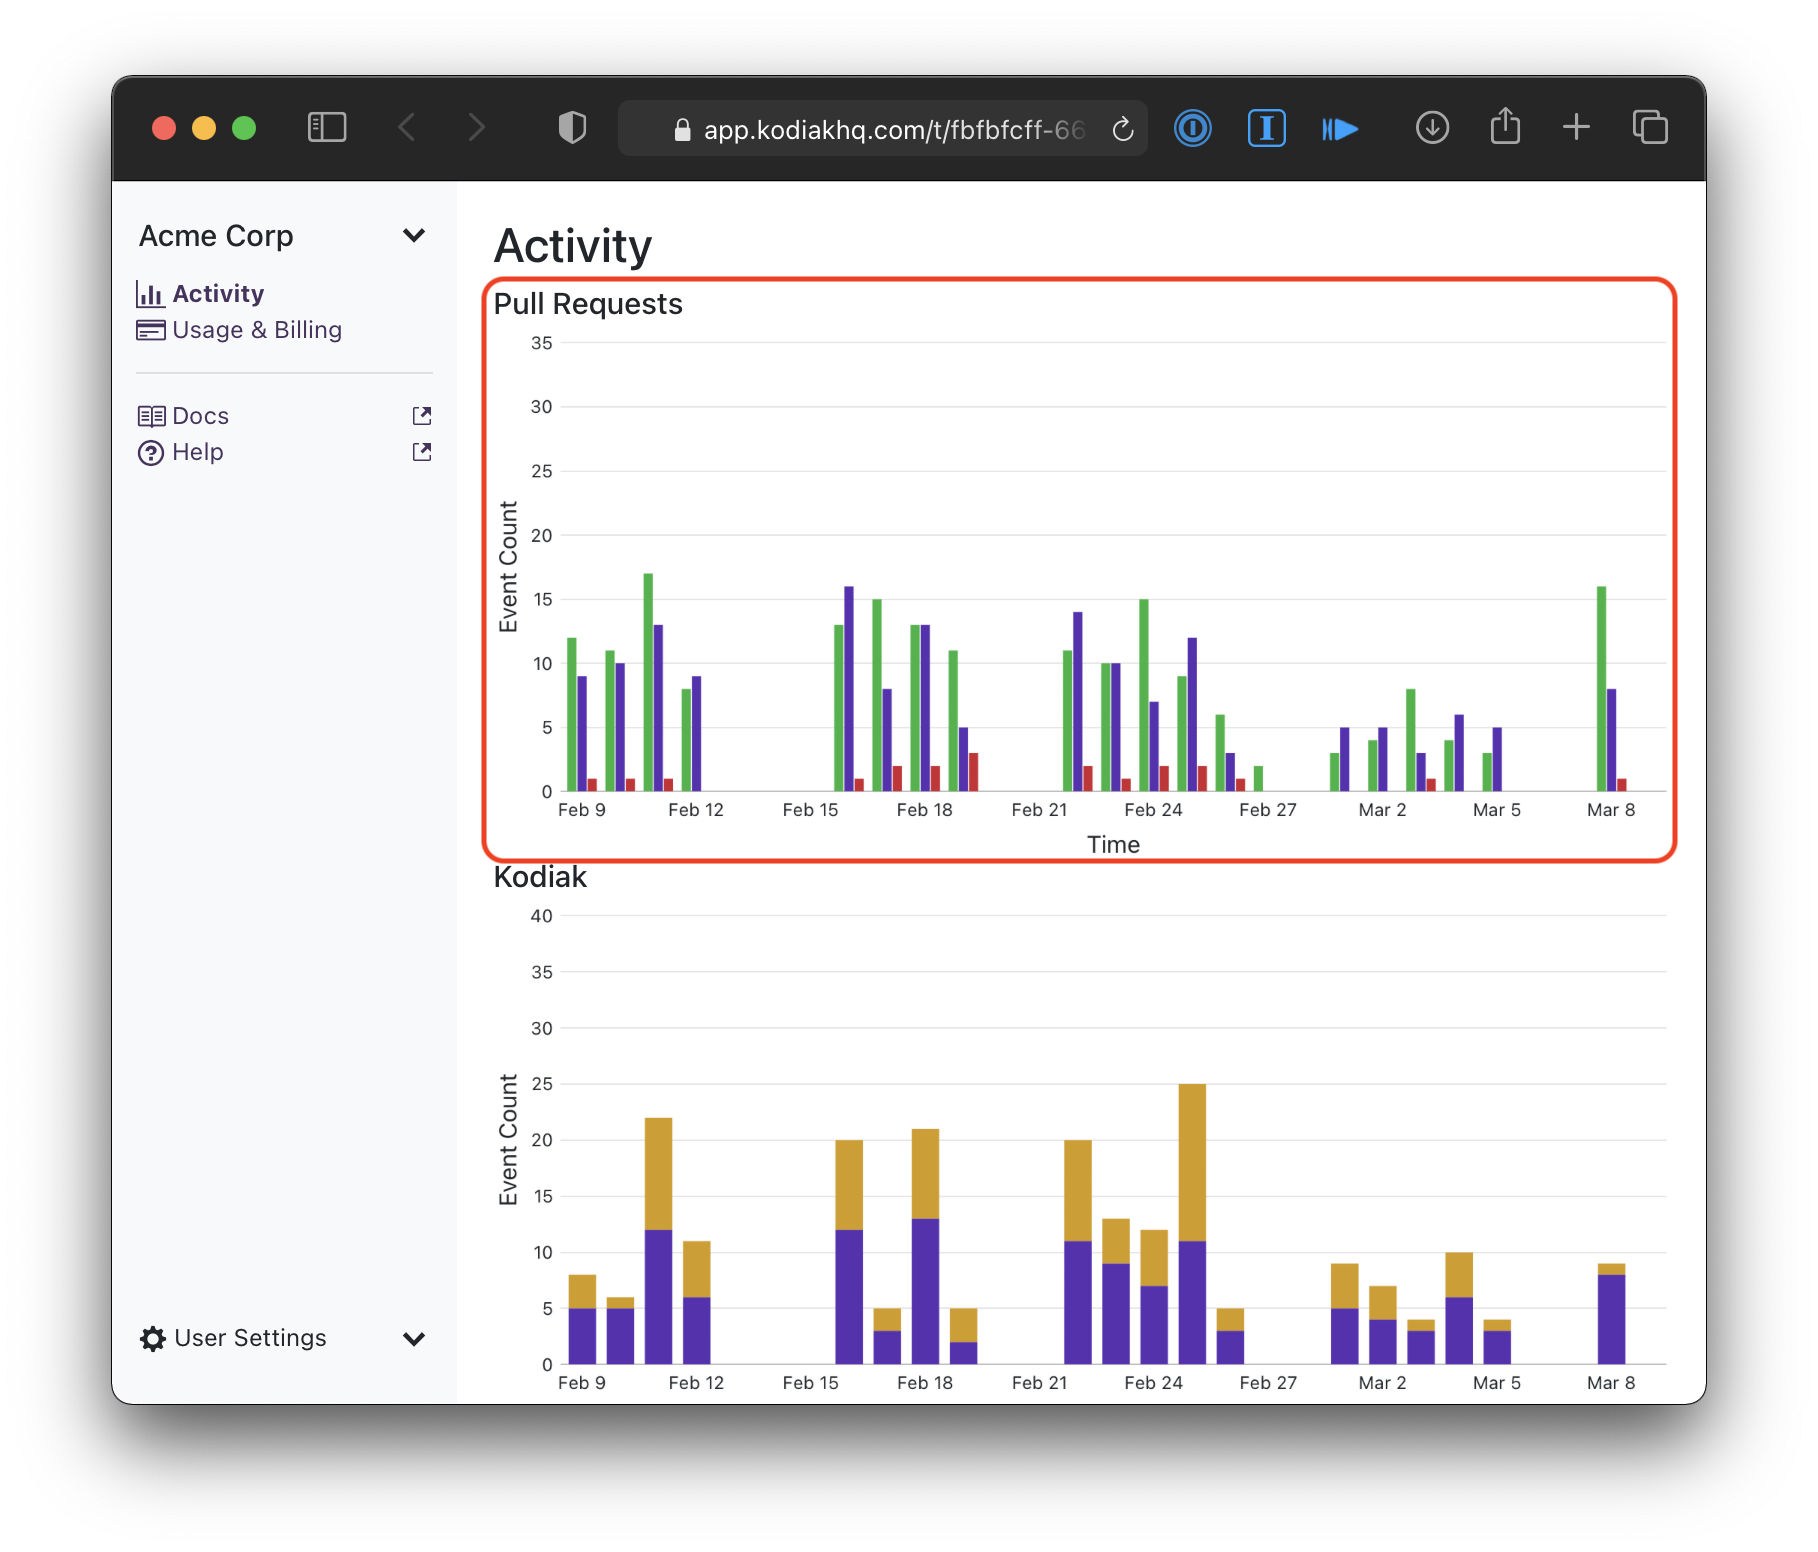 app.kodiakhq.com/t/fbfbfcff-66
Acme Corp
Activity
Usage & Billing
Docs
Help
User Settings
Activity
Pull Requests
35
30
25
20
15
10
5
0
Event Count
Feb 9 Feb 12 Feb 15 Feb 18 Feb 21 Feb 24 Feb 27 Mar 2 Mar 5 Mar 8
Time
Kodiak
40
35
30
25
20
15
10
5
0
Event Count
Feb 9 Feb 12 Feb 15 Feb 18 Feb 21 Feb 24 Feb 27 Mar 2 Mar 5 Mar 8